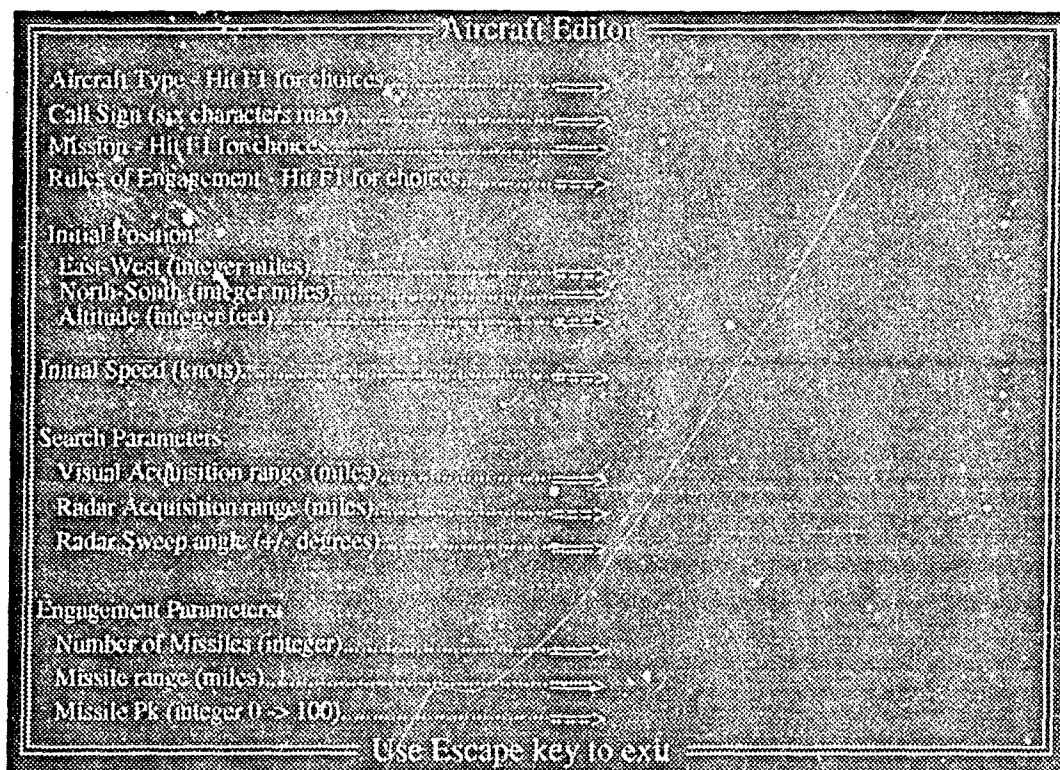 Aircraft Editor
Aircraft Type - Hit F1 for choices
Call Sign (six characters max)
Mission - Hit F1 for choices
Rules of Engagement - Hit F1 for choices
Initial Position:
East-West (integer miles)
North-South (integer miles)
Altitude (integer feet)
Initial Speed (knots)
Search Parameters:
Visual Acquisition range (miles)
Radar Acquisition range (miles)
Radar Sweep angle (+/- degrees)
Engagement Parameters:
Number of Missiles (integer)
Missile range (miles)
Missile Pk (integer 0 -> 100)
Use Escape key to exit